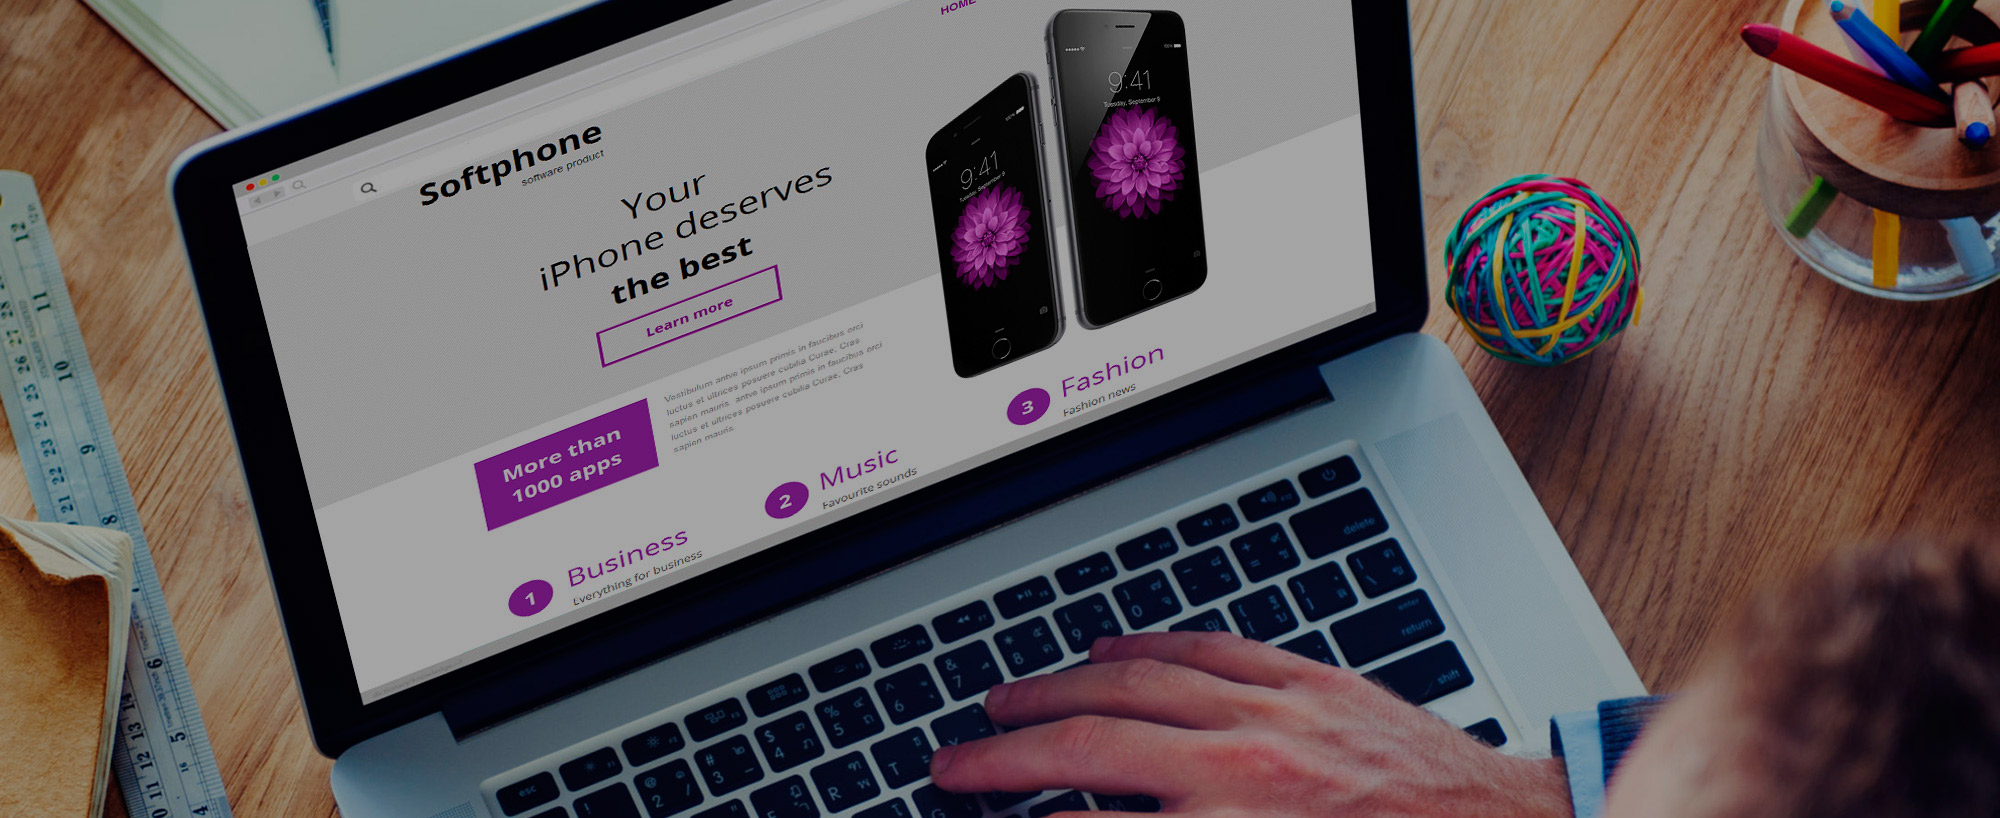 HOME
Softphone
software product
Your
iPhone deserves
the best
Learn more
9:41
Tuesday, September 9
9:41
Tuesday, September 9
More than
1000 apps
Vestibulum antve ipsum primis in faucibus orci
luctus et ultrices posuere cubilia Curae. Cras
sapien mauris. antve ipsum primis in faucibus orci
luctus et ultrices posuere cubilia Curae. Cras
sapien mauris.
1
Business
Everything for business
2
Music
Favourite sounds
3
Fashion
Fashion news
delete
enter
return
shift
esc